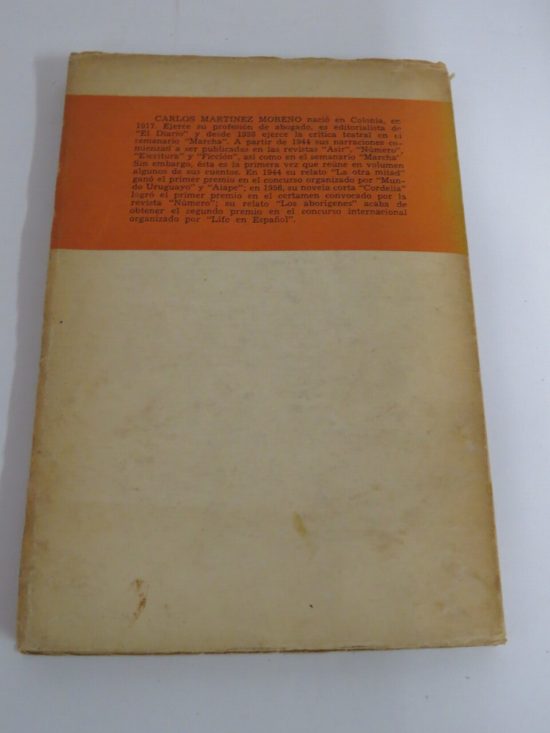 CARLOS MARTINEZ MORENO nació en Colonia, en
1917. Ejerce su profesión de abogado, es editorialista de
"El Diario" y desde 1938 ejerce la crítica teatral en el
semanario "Marcha". A partir de 1944 sus narraciones co-
mienzan a ser publicadas en las revistas "Asir", "Número",
"Escritura" y "Ficción", así como en el semanario "Marcha"
Sin embargo, ésta es la primera vez que reúne en volumen
algunos de sus cuentos. En 1944 su relato "La otra mitad"
ganó el primer premio en el concurso organizado por "Mun-
do Uruguayo" y "Aiape"; en 1956, su novela corta "Cordelia"
logró el primer premio en el certamen convocado por la
revista "Número"; su relato "Los aborígenes" acaba de
obtener el segundo premio en el concurso internacional
organizado por "Life en Español".